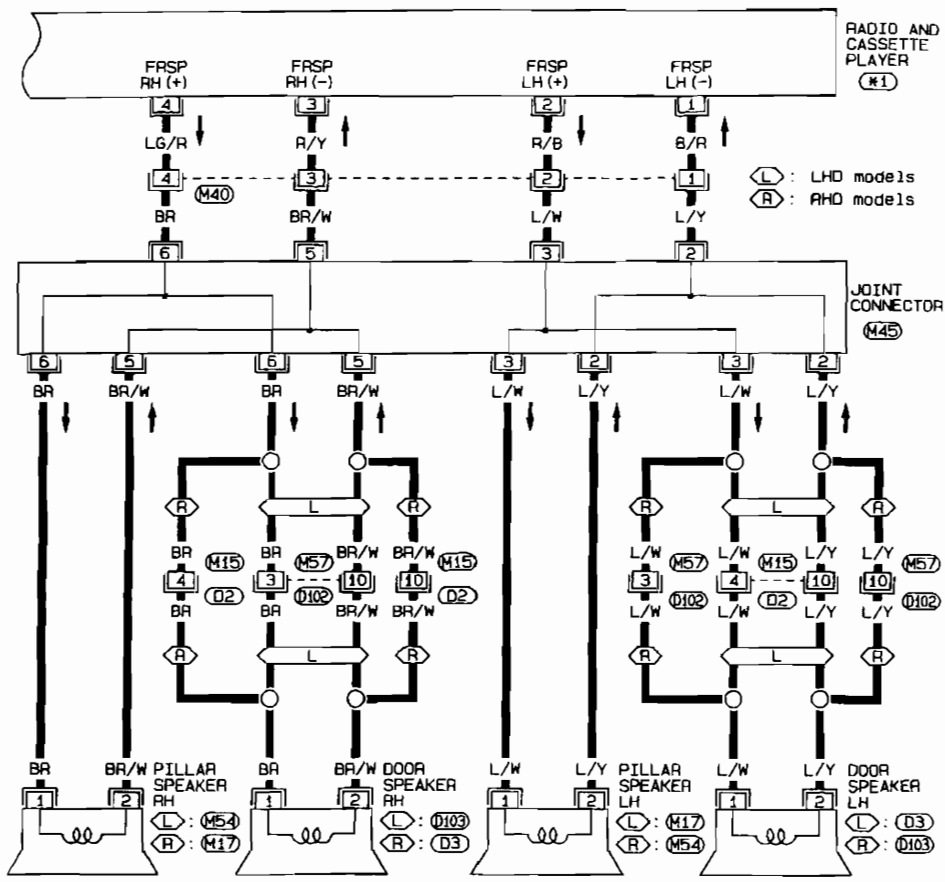 RADIO AND
CASSETTE
PLAYER
(*1)
FRSP
RH (+)
FRSP
RH (-)
FRSP
LH (+)
FRSP
LH (-)
4 3 2 1
LG/R R/Y R/B B/R
4 3 2 1
M40
L : LHD models
R : RHD models
BR BR/W L/W L/Y
6 5 3 2
JOINT
CONNECTOR
M45
6 5 6 5 3 2 3 2
BR BR/W BR BR/W L/W L/Y L/W L/Y
R L R R L R
BR BR BR/W BR/W L/W L/W L/Y L/Y
M15 M57 M15 M57 M15 M57
4 3 10 10 3 4 10 10
D2 D102 D2 D102 D2 D102
BR BR BR/W BR/W L/W L/W L/Y L/Y
R L R R L R
BR BR/W BR BR/W L/W L/Y L/W L/Y
1 2 1 2 1 2 1 2
PILLAR
SPEAKER
RH
L : M54
R : M17
DOOR
SPEAKER
RH
L : D103
R : D3
PILLAR
SPEAKER
LH
L : M17
R : M54
DOOR
SPEAKER
LH
L : D3
R : D103